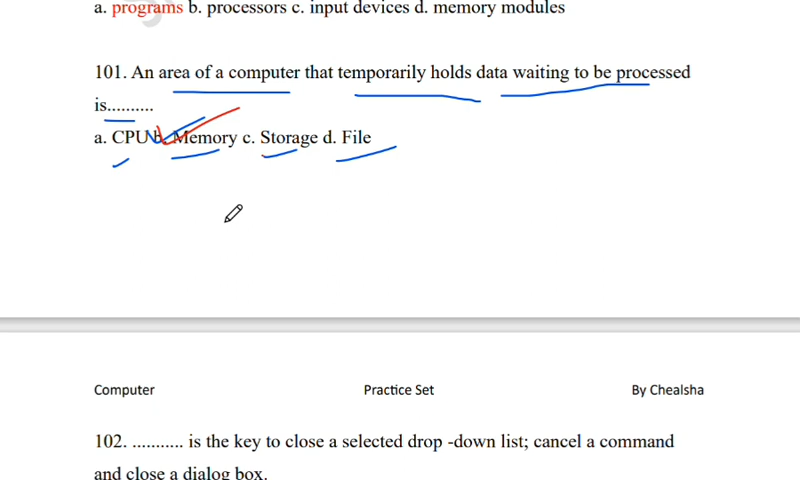 a. programs b. processors c. input devices d. memory modules
101. An area of a computer that temporarily holds data waiting to be processed
is.........
a. CPU b. Memory c. Storage d. File
Computer Practice Set By Chealsha
102. ........... is the key to close a selected drop -down list; cancel a command
and close a dialog box.